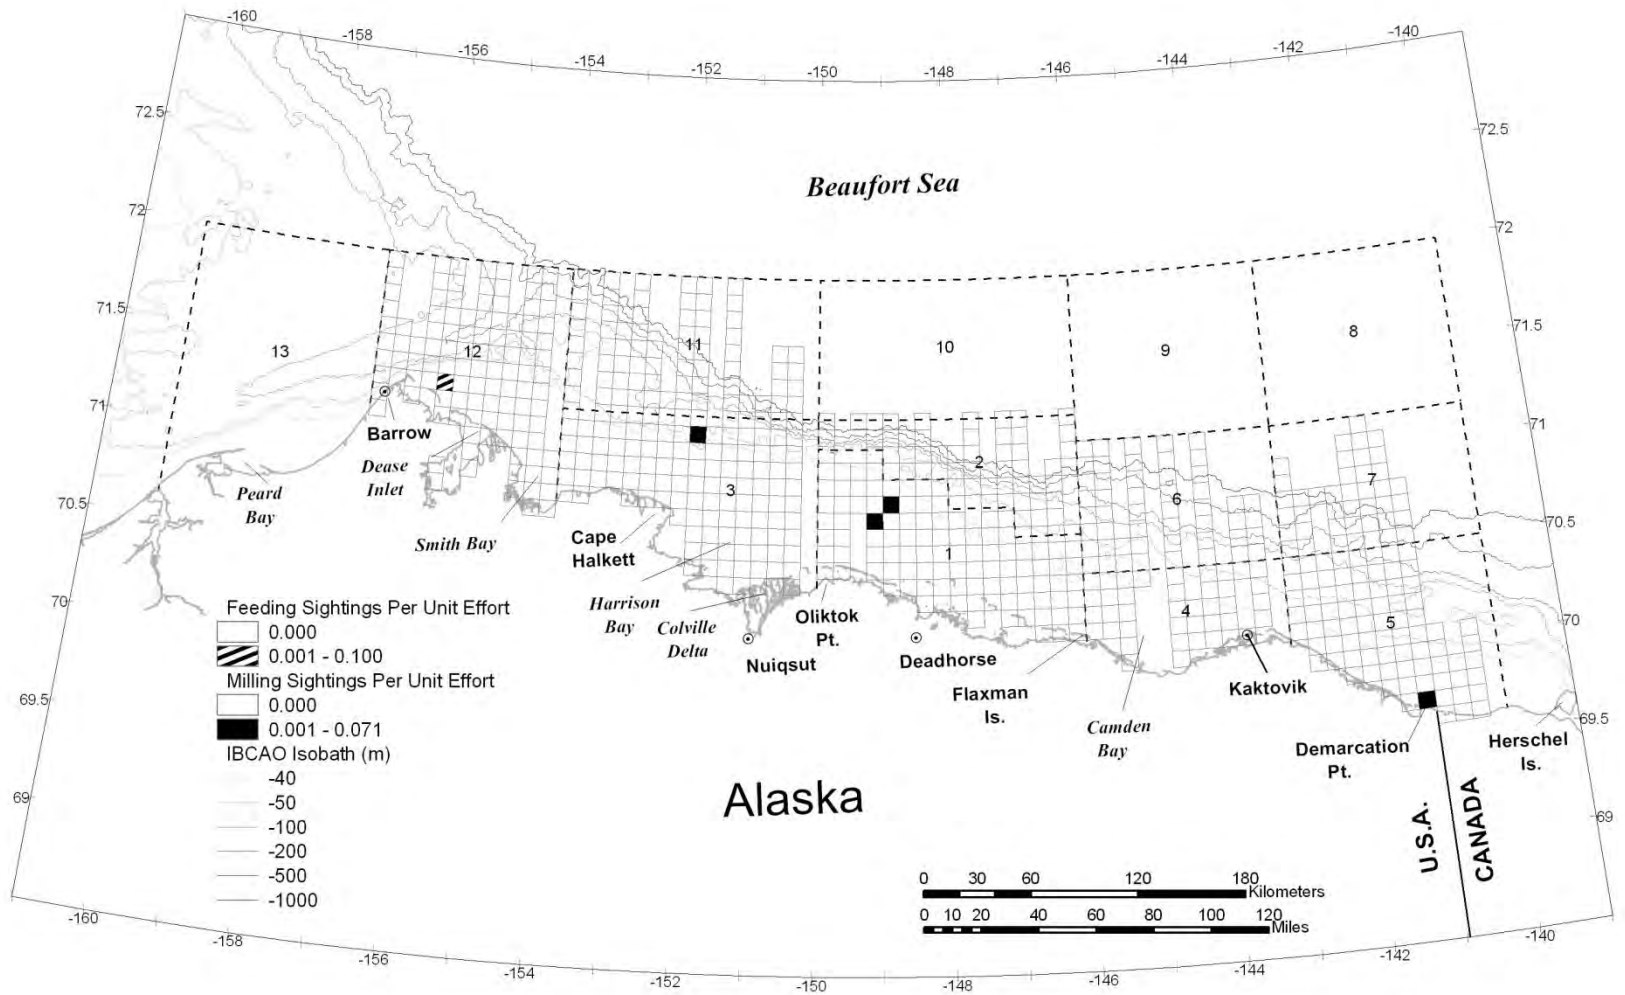 -160
-158
-156
-154
-152
-150
-148
-146
-144
-142
-140
72.5
72.5
Beaufort Sea
72
72
71.5
71.5
13
12
11
10
9
8
71
71
Barrow
Dease
Inlet
Peard
Bay
Smith Bay
Cape
Halkett
Harrison
Bay
Colville
Delta
Nuiqsut
Oliktok
Pt.
Deadhorse
Flaxman
Is.
Camden
Bay
Kaktovik
Demarcation
Pt.
Herschel
Is.
3
2
1
6
7
4
5
70.5
70.5
70
70
69.5
69.5
69
69
Feeding Sightings Per Unit Effort
0.000
0.001 - 0.100
Milling Sightings Per Unit Effort
0.000
0.001 - 0.071
IBCAO Isobath (m)
-40
-50
-100
-200
-500
-1000
Alaska
U.S.A.
CANADA
0 30 60 120 180
Kilometers
0 10 20 40 60 80 100 120
Miles
-160
-158
-156
-154
-152
-150
-148
-146
-144
-142
-140